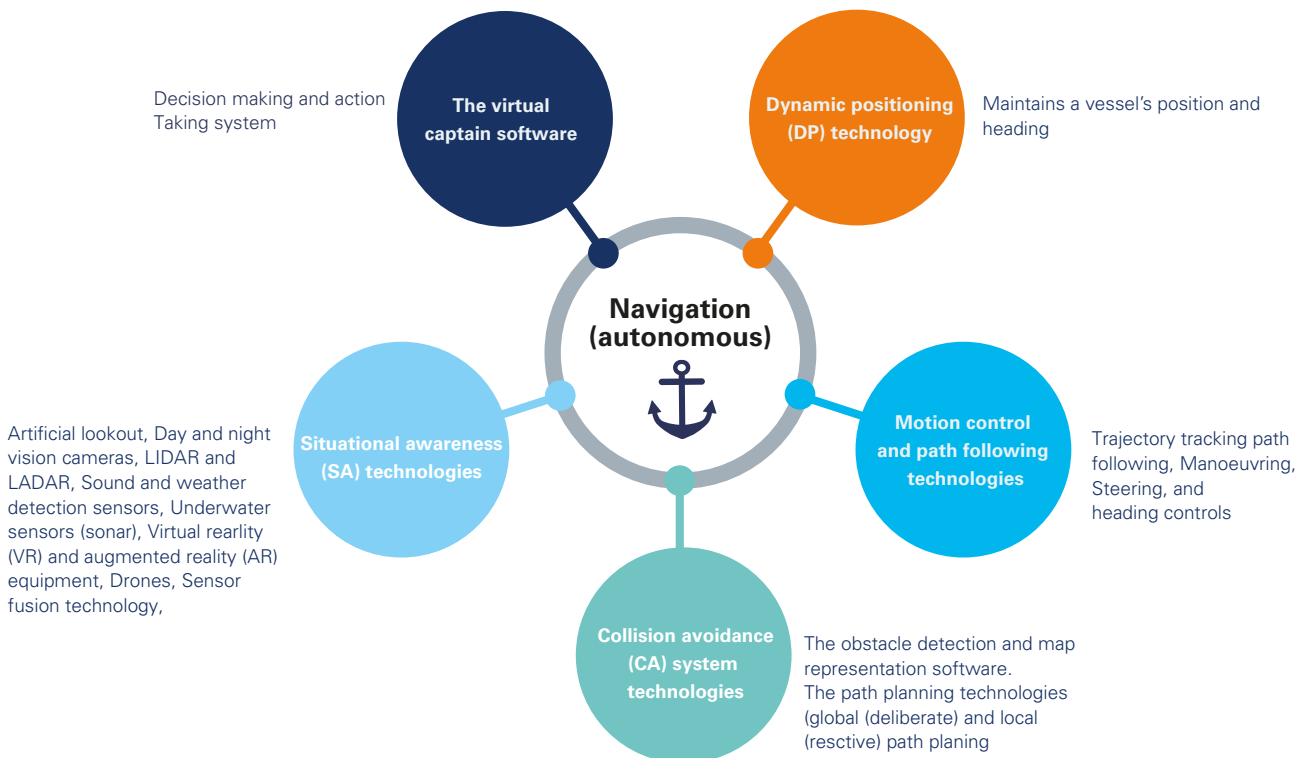 Decision making and action
Taking system
The virtual
captain software
Dynamic positioning
(DP) technology
Maintains a vessel’s position and
heading
Navigation
(autonomous)
Situational awareness
(SA) technologies
Artificial lookout, Day and night
vision cameras, LIDAR and
LADAR, Sound and weather
detection sensors, Underwater
sensors (sonar), Virtual rearlity
(VR) and augmented reality (AR)
equipment, Drones, Sensor
fusion technology,
Motion control
and path following
technologies
Trajectory tracking path
following, Manoeuvring,
Steering, and
heading controls
Collision avoidance
(CA) system
technologies
The obstacle detection and map
representation software.
The path planning technologies
(global (deliberate) and local
(resctive) path planing